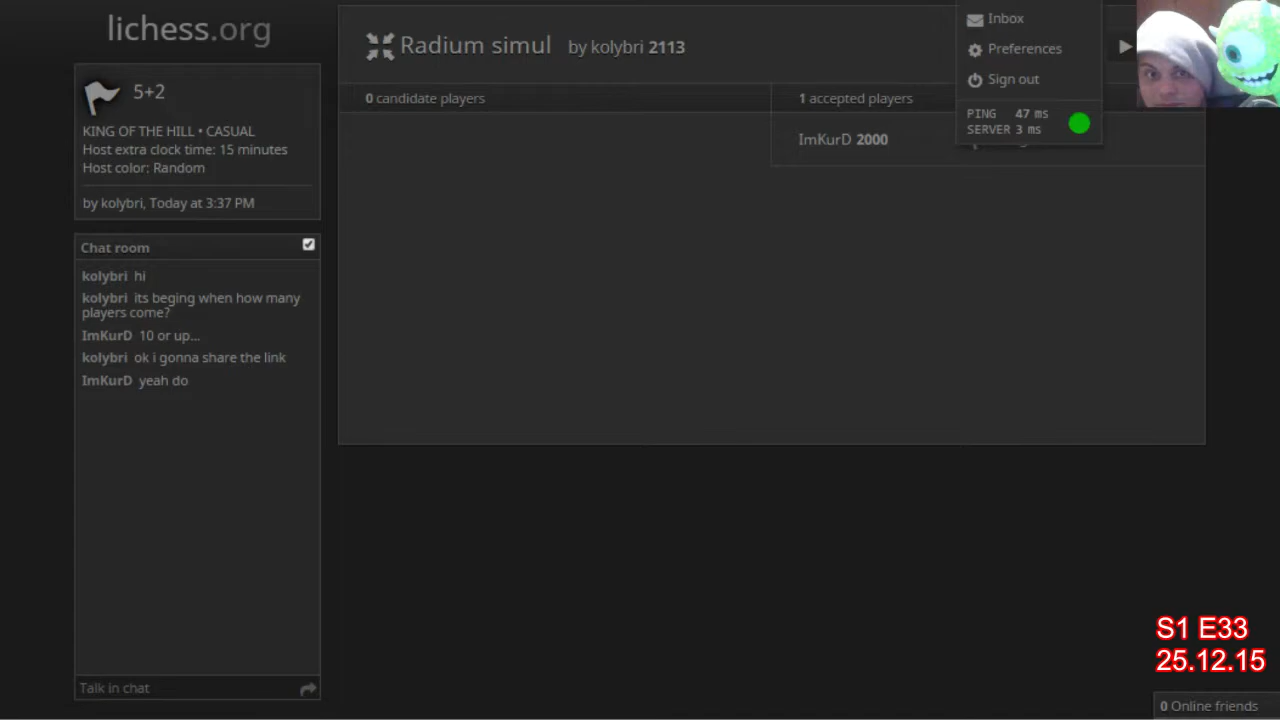 lichess.org
5+2
KING OF THE HILL • CASUAL
Host extra clock time: 15 minutes
Host color: Random
by kolybri, Today at 3:37 PM
Chat room
kolybri hi
kolybri its beging when how many
players come?
ImKurD 10 or up...
kolybri ok i gonna share the link
ImKurD yeah do
Talk in chat
Radium simul by kolybri 2113
0 candidate players
1 accepted players
ImKurD 2000
Inbox
Preferences
Sign out
PING 47 ms
SERVER 3 ms
S1 E33
25.12.15
0 Online friends